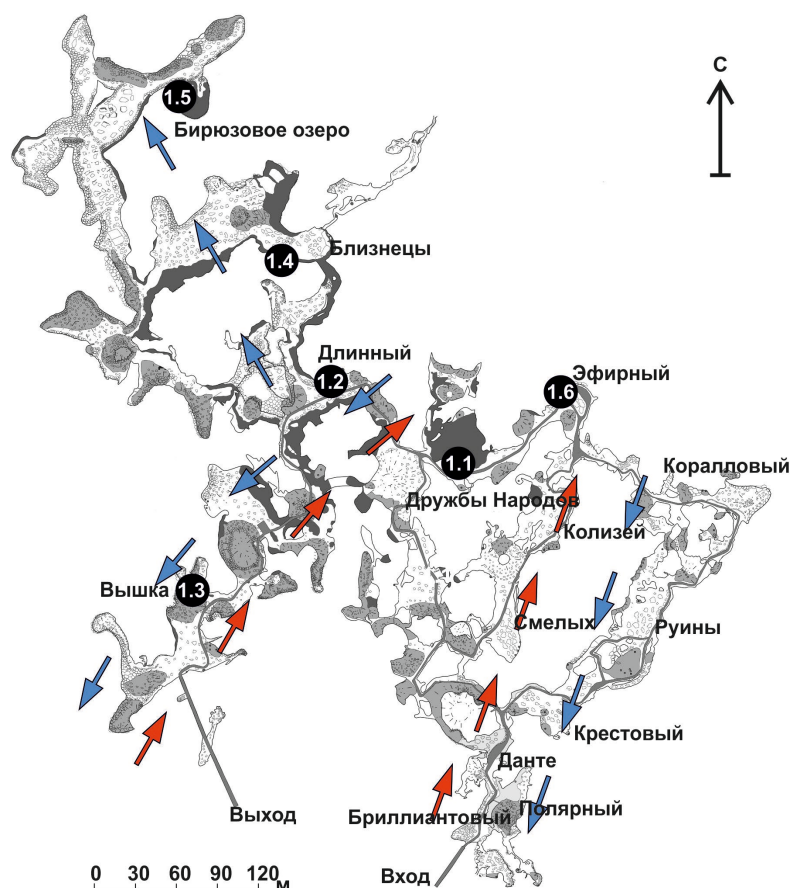 С
1.5
Бирюзовое озеро
Близнецы
1.4
Длинный
1.2
Эфирный
1.6
1.1
Коралловый
Дружбы Народов
Колизей
Вышка
1.3
Смелых
Руины
Крестовый
Данте
Бриллиантовый
Полярный
Выход
Вход
0 30 60 90 120 м